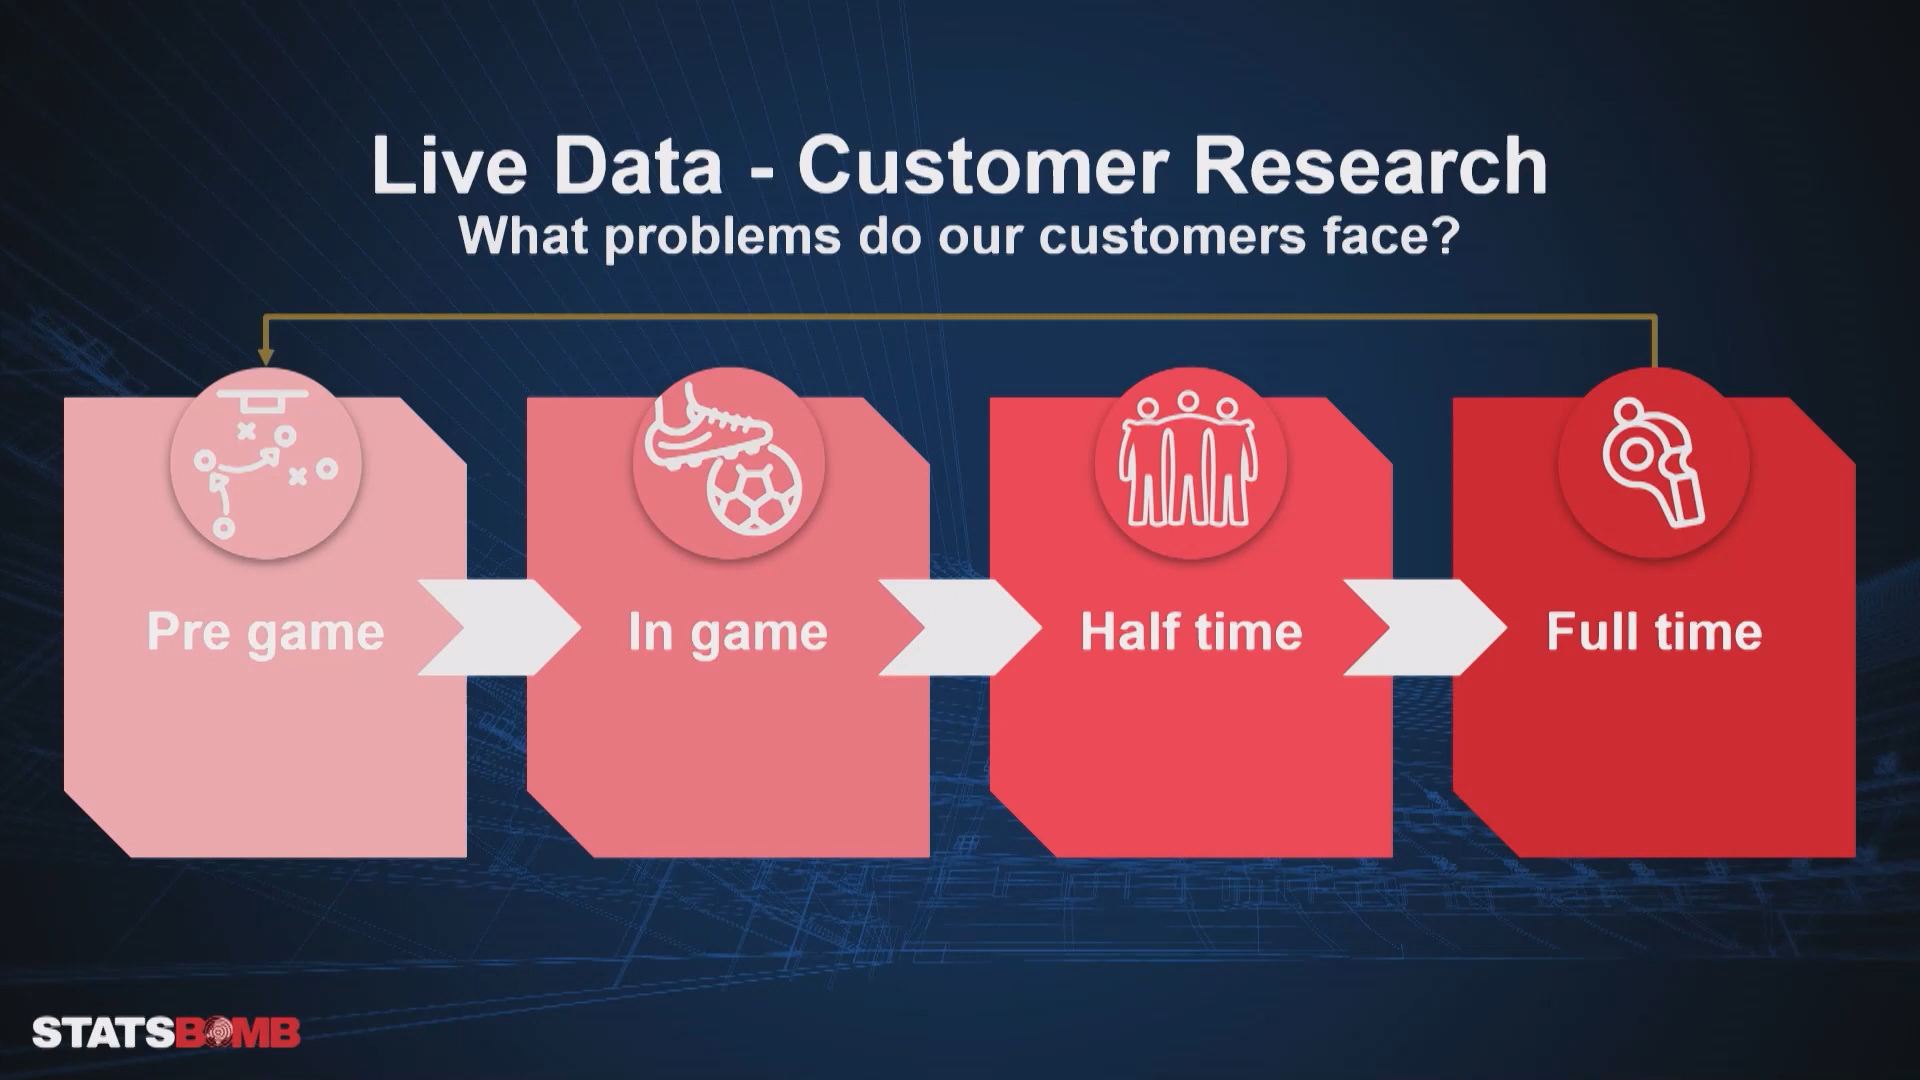 Live Data - Customer Research
What problems do our customers face?
Pre game
In game
Half time
Full time
STATSBOMB